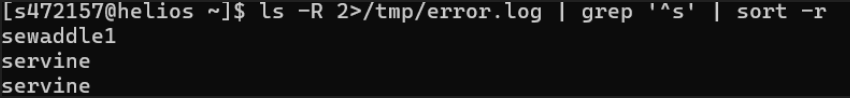 [s472157@helios ~]$ ls -R 2>/tmp/error.log | grep '^s' | sort -r
sewaddle1
servine
servine